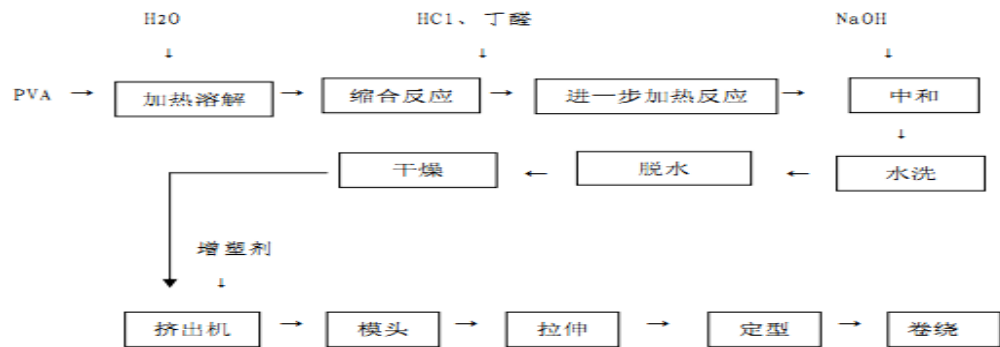 H2O HCl、丁醛 NaOH
PVA 加热溶解 缩合反应 进一步加热反应 中和
干燥 脱水 水洗
增塑剂
挤出机 模头 拉伸 定型 卷绕